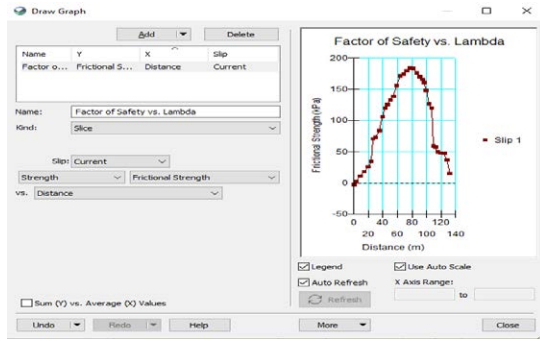 Draw Graph
Add Delete
Name Y X Slip
Factor o... Frictional S... Distance Current
Name: Factor of Safety vs. Lambda
Kind: Slice
Slip: Current
Strength Frictional Strength
vs. Distance
Sum (Y) vs. Average (X) Values
Undo Redo Help
Factor of Safety vs. Lambda
Frictional Strength (kPa)
200
150
100
50
0
-50
0 40 80 120
20 60 100 140
Distance (m)
Slip 1
Legend Use Auto Scale
Auto Refresh X Axis Range:
Refresh to
More Close